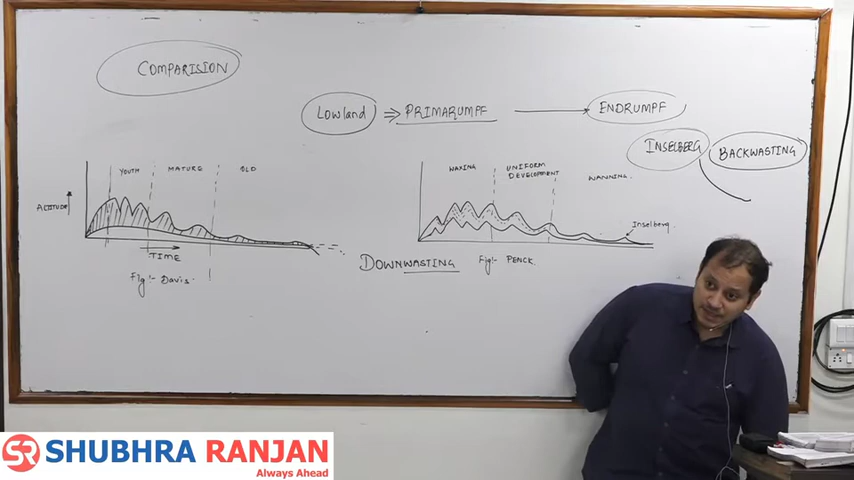 COMPARISION
Lowland ⇒ PRIMARUMPF → ENDRUMPF
INSELBERG BACKWASTING
YOUTH MATURE OLD
ALTITUDE
TIME
Fig:- Davis.
WAXING UNIFORM DEVELOPMENT WANNING.
Inselberg
DOWNWASTING
Fig:- PENCK
SR SHUBHRA RANJAN
Always Ahead